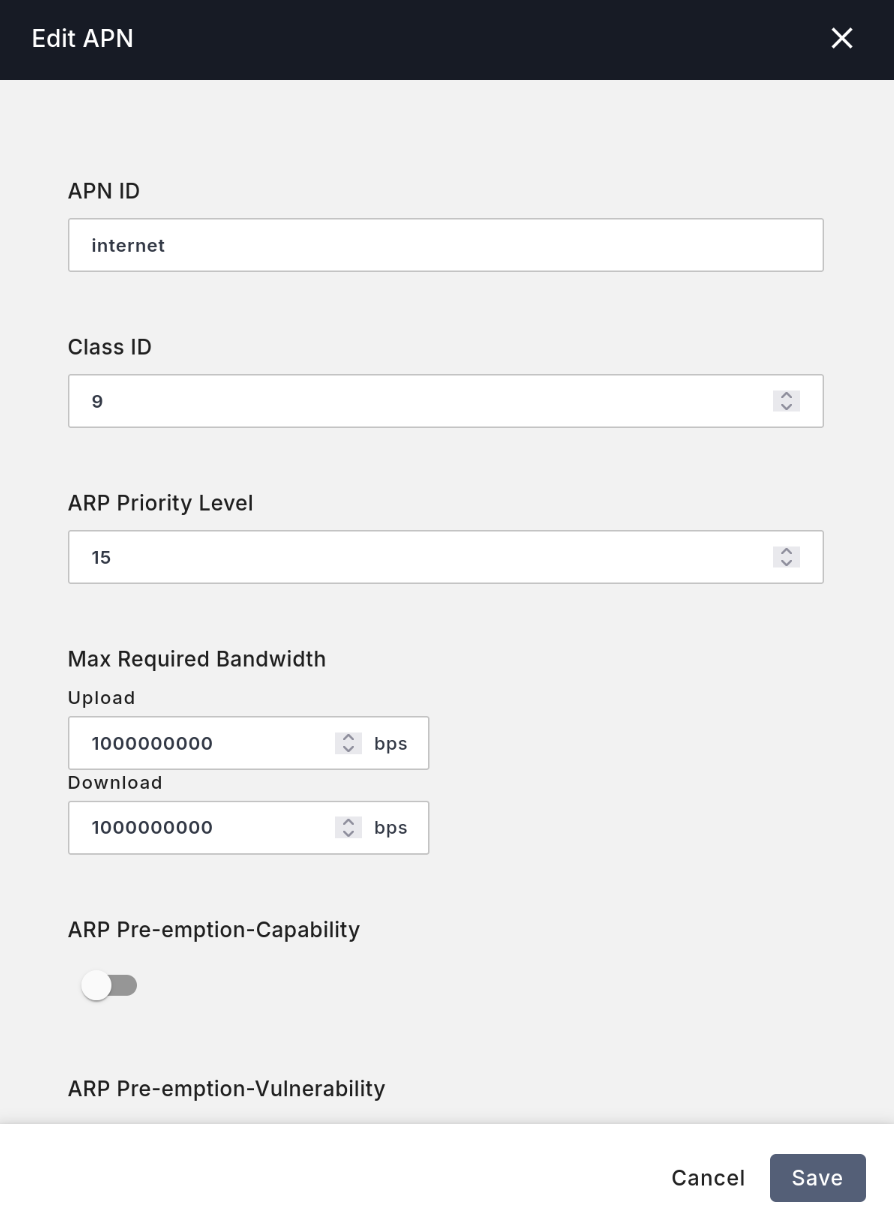 Edit APN
APN ID
internet
Class ID
9
ARP Priority Level
15
Max Required Bandwidth
Upload
1000000000 bps
Download
1000000000 bps
ARP Pre-emption-Capability
ARP Pre-emption-Vulnerability
Cancel Save